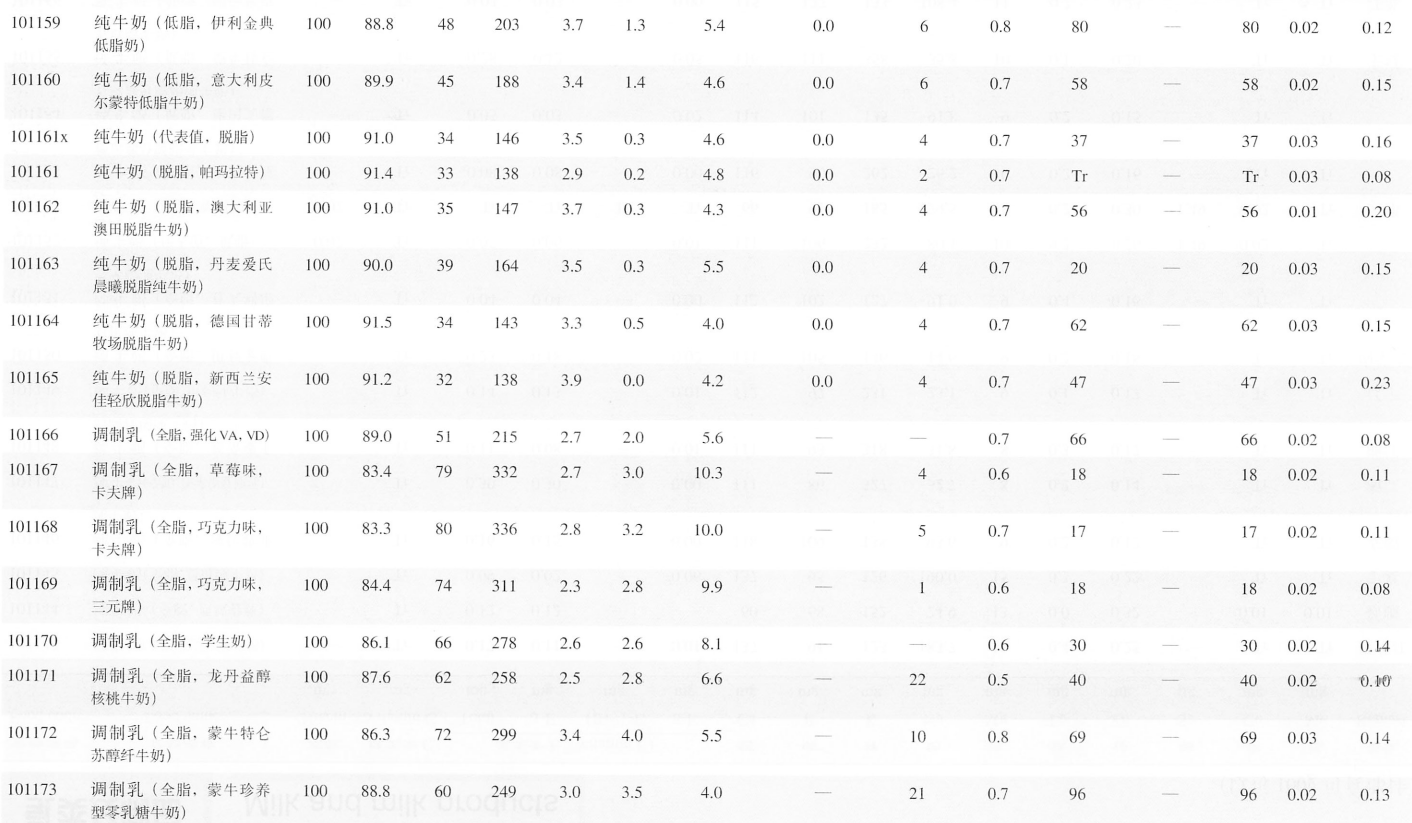 101159 纯牛奶（低脂，伊利金典 100 88.8 48 203 3.7 1.3 5.4 0.0 6 0.8 80 — 80 0.02 0.12
低脂奶）
101160 纯牛奶（低脂，意大利皮 100 89.9 45 188 3.4 1.4 4.6 0.0 6 0.7 58 — 58 0.02 0.15
尔蒙特低脂牛奶）
101161x 纯牛奶（代表值，脱脂） 100 91.0 34 146 3.5 0.3 4.6 0.0 4 0.7 37 — 37 0.03 0.16
101161 纯牛奶（脱脂，帕玛拉特） 100 91.4 33 138 2.9 0.2 4.8 0.0 2 0.7 Tr — Tr 0.03 0.08
101162 纯牛奶（脱脂，澳大利亚 100 91.0 35 147 3.7 0.3 4.3 0.0 4 0.7 56 — 56 0.01 0.20
澳田脱脂牛奶）
101163 纯牛奶（脱脂，丹麦爱氏 100 90.0 39 164 3.5 0.3 5.5 0.0 4 0.7 20 — 20 0.03 0.15
晨曦脱脂纯牛奶）
101164 纯牛奶（脱脂，德国甘蒂 100 91.5 34 143 3.3 0.5 4.0 0.0 4 0.7 62 — 62 0.03 0.15
牧场脱脂牛奶）
101165 纯牛奶（脱脂，新西兰安 100 91.2 32 138 3.9 0.0 4.2 0.0 4 0.7 47 — 47 0.03 0.23
佳轻欣脱脂牛奶）
101166 调制乳（全脂，强化VA，VD） 100 89.0 51 215 2.7 2.0 5.6 — — 0.7 66 — 66 0.02 0.08
101167 调制乳（全脂，草莓味， 100 83.4 79 332 2.7 3.0 10.3 — 4 0.6 18 — 18 0.02 0.11
卡夫牌）
101168 调制乳（全脂，巧克力味， 100 83.3 80 336 2.8 3.2 10.0 — 5 0.7 17 — 17 0.02 0.11
卡夫牌）
101169 调制乳（全脂，巧克力味， 100 84.4 74 311 2.3 2.8 9.9 — 1 0.6 18 — 18 0.02 0.08
三元牌）
101170 调制乳（全脂，学生奶） 100 86.1 66 278 2.6 2.6 8.1 — — 0.6 30 — 30 0.02 0.14
101171 调制乳（全脂，龙丹益醇 100 87.6 62 258 2.5 2.8 6.6 — 22 0.5 40 — 40 0.02 0.10
核桃牛奶）
101172 调制乳（全脂，蒙牛特仑 100 86.3 72 299 3.4 4.0 5.5 — 10 0.8 69 — 69 0.03 0.14
苏醇纤牛奶）
101173 调制乳（全脂，蒙牛珍养 100 88.8 60 249 3.0 3.5 4.0 — 21 0.7 96 — 96 0.02 0.13
型零乳糖牛奶）